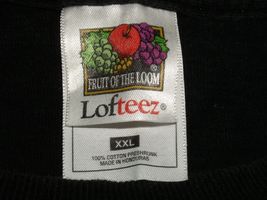 FRUIT OF THE LOOM®
Lofteez®
XXL
100% COTTON PRESHRUNK
MADE IN HONDURAS